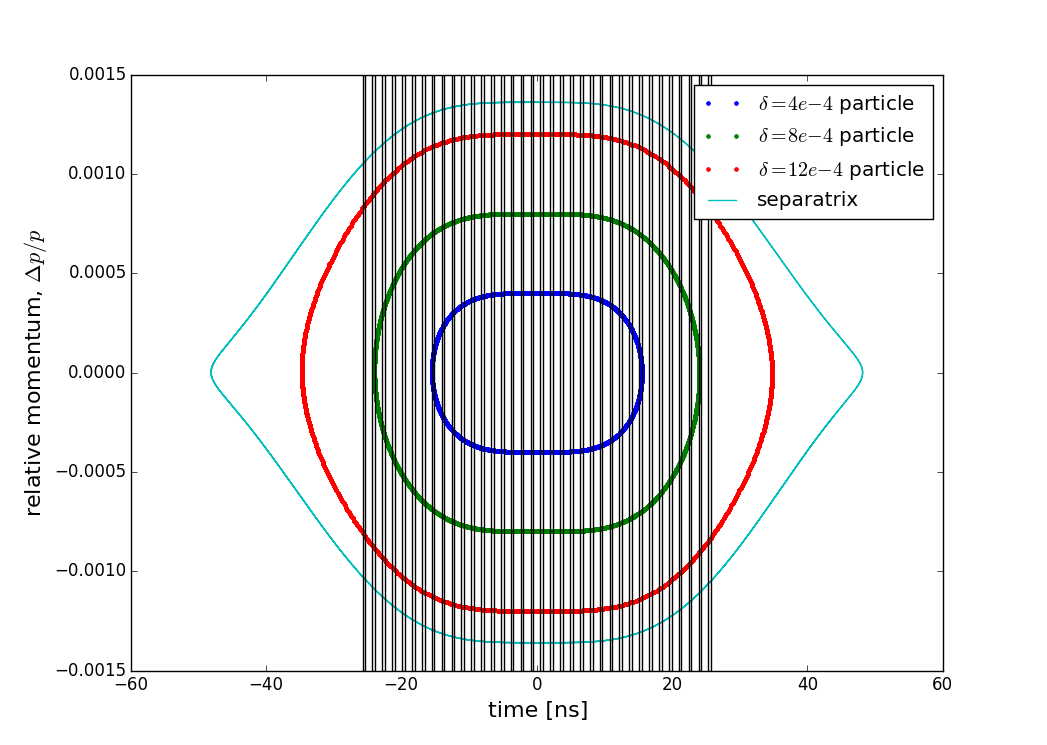 0.0015
0.0010
0.0005
0.0000
−0.0005
−0.0010
−0.0015
relative momentum, Δp/p
−60
−40
−20
0
20
40
60
time [ns]
δ=4e−4 particle
δ=8e−4 particle
δ=12e−4 particle
separatrix